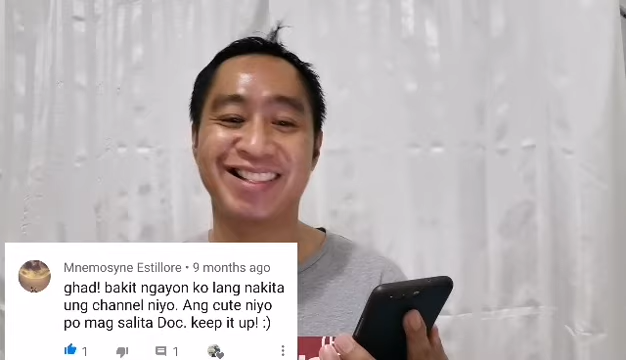 Mnemosyne Estillore • 9 months ago
ghad! bakit ngayon ko lang nakita
ung channel niyo. Ang cute niyo
po mag salita Doc. keep it up! :)
1 1